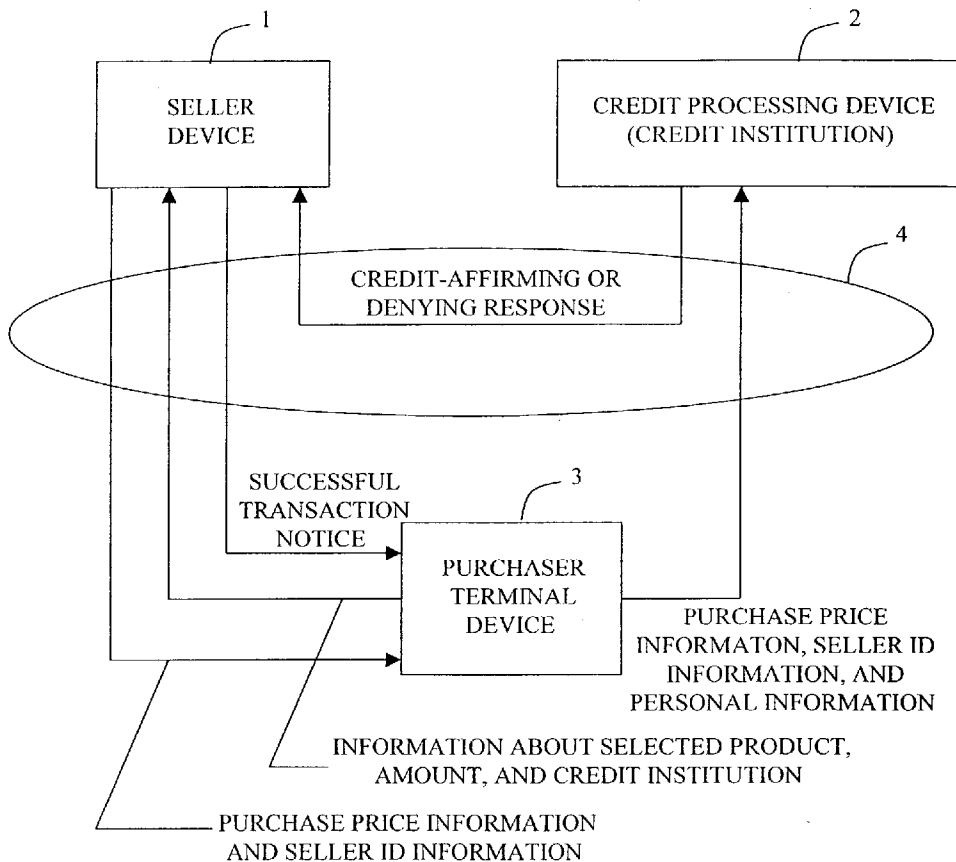 1
2
SELLER
DEVICE
CREDIT PROCESSING DEVICE
(CREDIT INSTITUTION)
4
CREDIT-AFFIRMING OR
DENYING RESPONSE
SUCCESSFUL
TRANSACTION
NOTICE
3
PURCHASER
TERMINAL
DEVICE
PURCHASE PRICE
INFORMATON, SELLER ID
INFORMATION, AND
PERSONAL INFORMATION
INFORMATION ABOUT SELECTED PRODUCT,
AMOUNT, AND CREDIT INSTITUTION
PURCHASE PRICE INFORMATION
AND SELLER ID INFORMATION